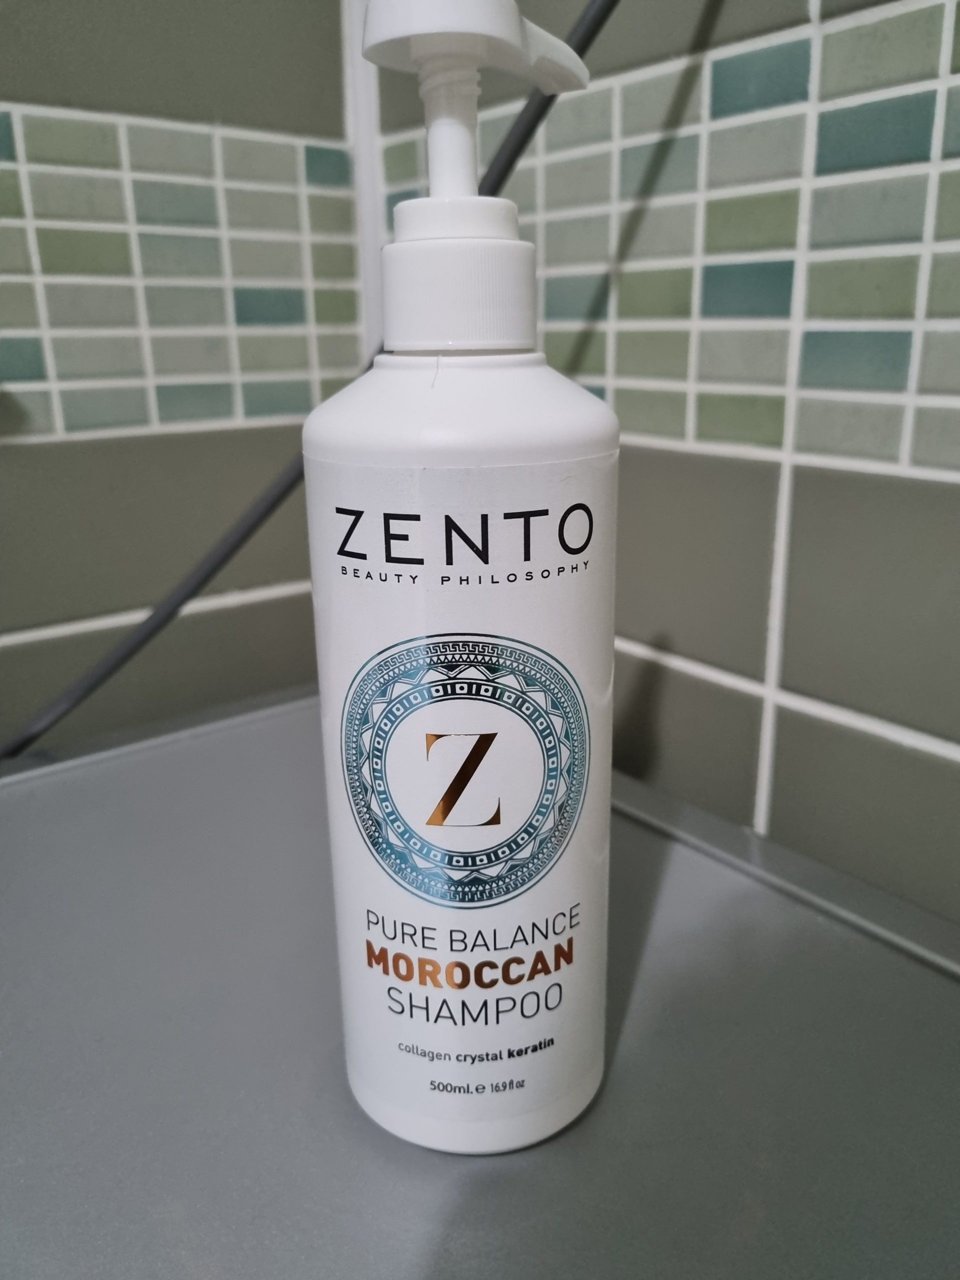 ZENTO
BEAUTY PHILOSOPHY
Z
PURE BALANCE
MOROCCAN
SHAMPOO
collagen crystal keratin
500ml. ℮ 16.9 fl oz